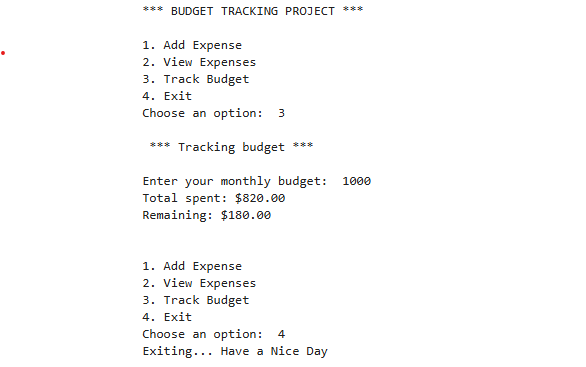 *** BUDGET TRACKING PROJECT ***
1. Add Expense
2. View Expenses
3. Track Budget
4. Exit
Choose an option:  3
*** Tracking budget ***
Enter your monthly budget:  1000
Total spent: $820.00
Remaining: $180.00
1. Add Expense
2. View Expenses
3. Track Budget
4. Exit
Choose an option:  4
Exiting... Have a Nice Day